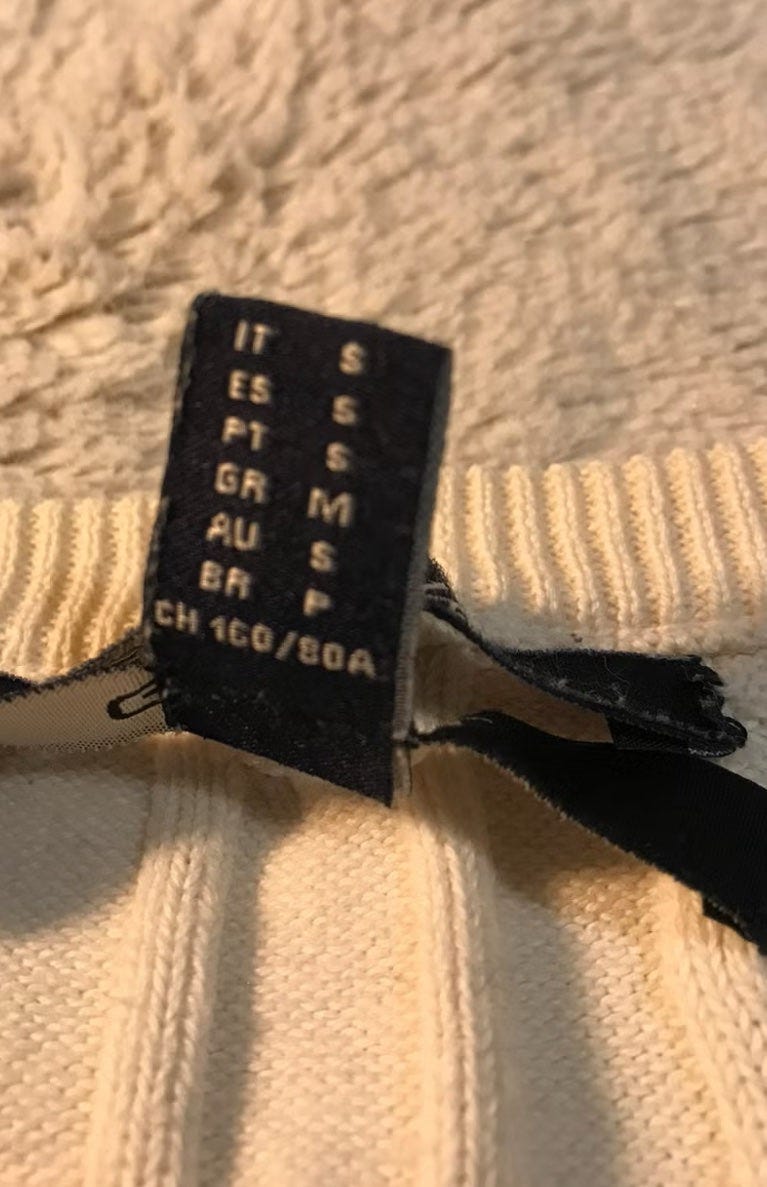 IT S
ES S
PT S
GR M
AU S
BR P
CH 160/80A